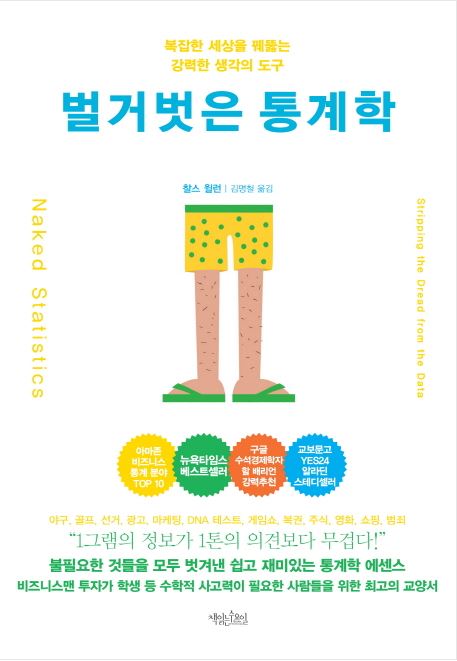 복잡한 세상을 꿰뚫는
강력한 생각의 도구
벌거벗은 통계학
찰스 윌런 | 김명철 옮김
Naked Statistics
Stripping the Dread from the Data
아마존
비즈니스
통계 분야
TOP 10
뉴욕타임스
베스트셀러
구글
수석경제학자
할 배리언
강력추천
교보문고
YES24
알라딘
스테디셀러
야구, 골프, 선거, 광고, 마케팅, DNA 테스트, 게임쇼, 복권, 주식, 영화, 쇼핑, 범죄
“1그램의 정보가 1톤의 의견보다 무겁다!”
불필요한 것들을 모두 벗겨낸 쉽고 재미있는 통계학 에센스
비즈니스맨 투자가 학생 등 수학적 사고력이 필요한 사람들을 위한 최고의 교양서
책읽는수요일